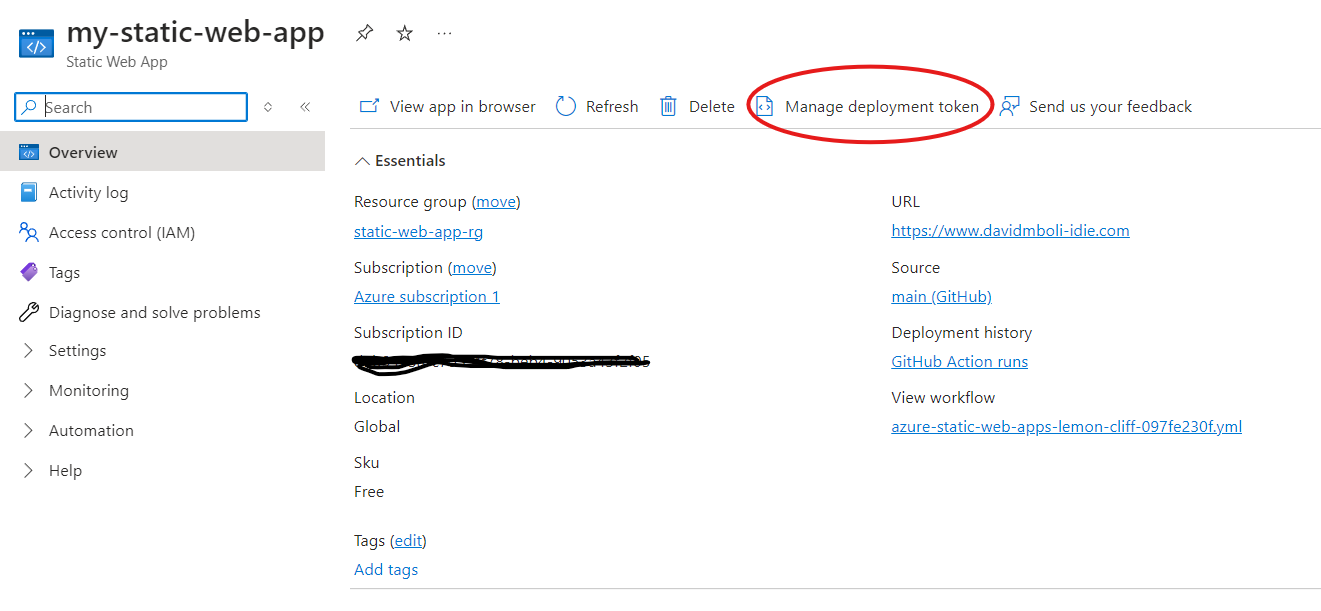 my-static-web-app
Static Web App
Search
View app in browser
Refresh
Delete
Manage deployment token
Send us your feedback
Overview
Activity log
Access control (IAM)
Tags
Diagnose and solve problems
Settings
Monitoring
Automation
Help
Essentials
Resource group (move)
static-web-app-rg
Subscription (move)
Azure subscription 1
Subscription ID
Location
Global
Sku
Free
URL
https://www.davidmboli-idie.com
Source
main (GitHub)
Deployment history
GitHub Action runs
View workflow
azure-static-web-apps-lemon-cliff-097fe230f.yml
Tags (edit)
Add tags